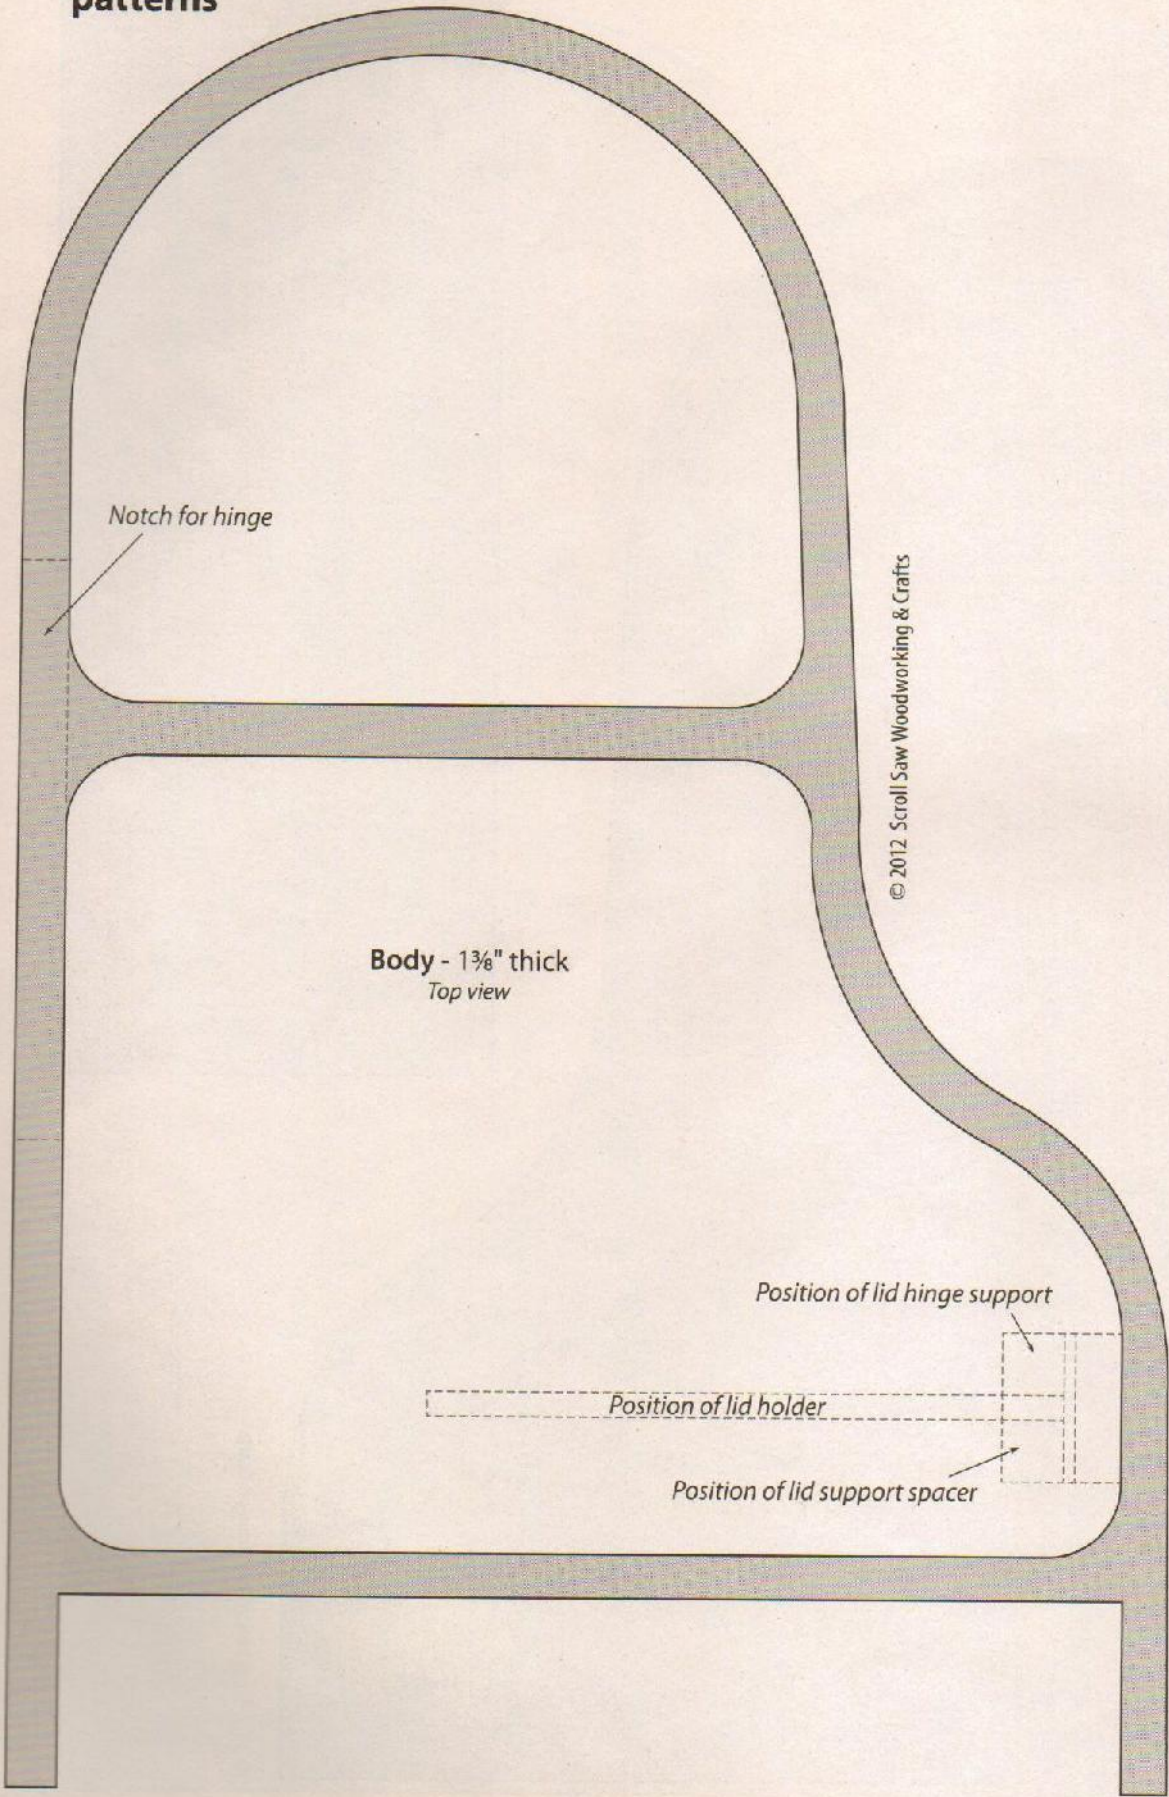 patterns
Notch for hinge
© 2012 Scroll Saw Woodworking & Crafts
Body - 1⅜" thick
Top view
Position of lid hinge support
Position of lid holder
Position of lid support spacer